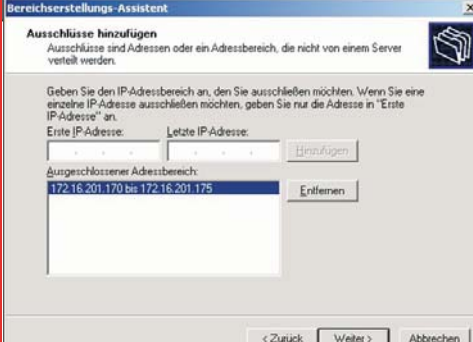 Bereichserstellungs-Assistent
Ausschlüsse hinzufügen
Ausschlüsse sind Adressen oder ein Adressbereich, die nicht von einem Server
verteilt werden.
Geben Sie den IP-Adressbereich an, den Sie ausschließen möchten. Wenn Sie eine
einzelne IP-Adresse ausschließen möchten, geben Sie nur die Adresse in "Erste
IP-Adresse" an.
Erste IP-Adresse: Letzte IP-Adresse:
Hinzufügen
Ausgeschlossener Adressbereich:
172.16.201.170 bis 172.16.201.175
Entfernen
< Zurück Weiter > Abbrechen